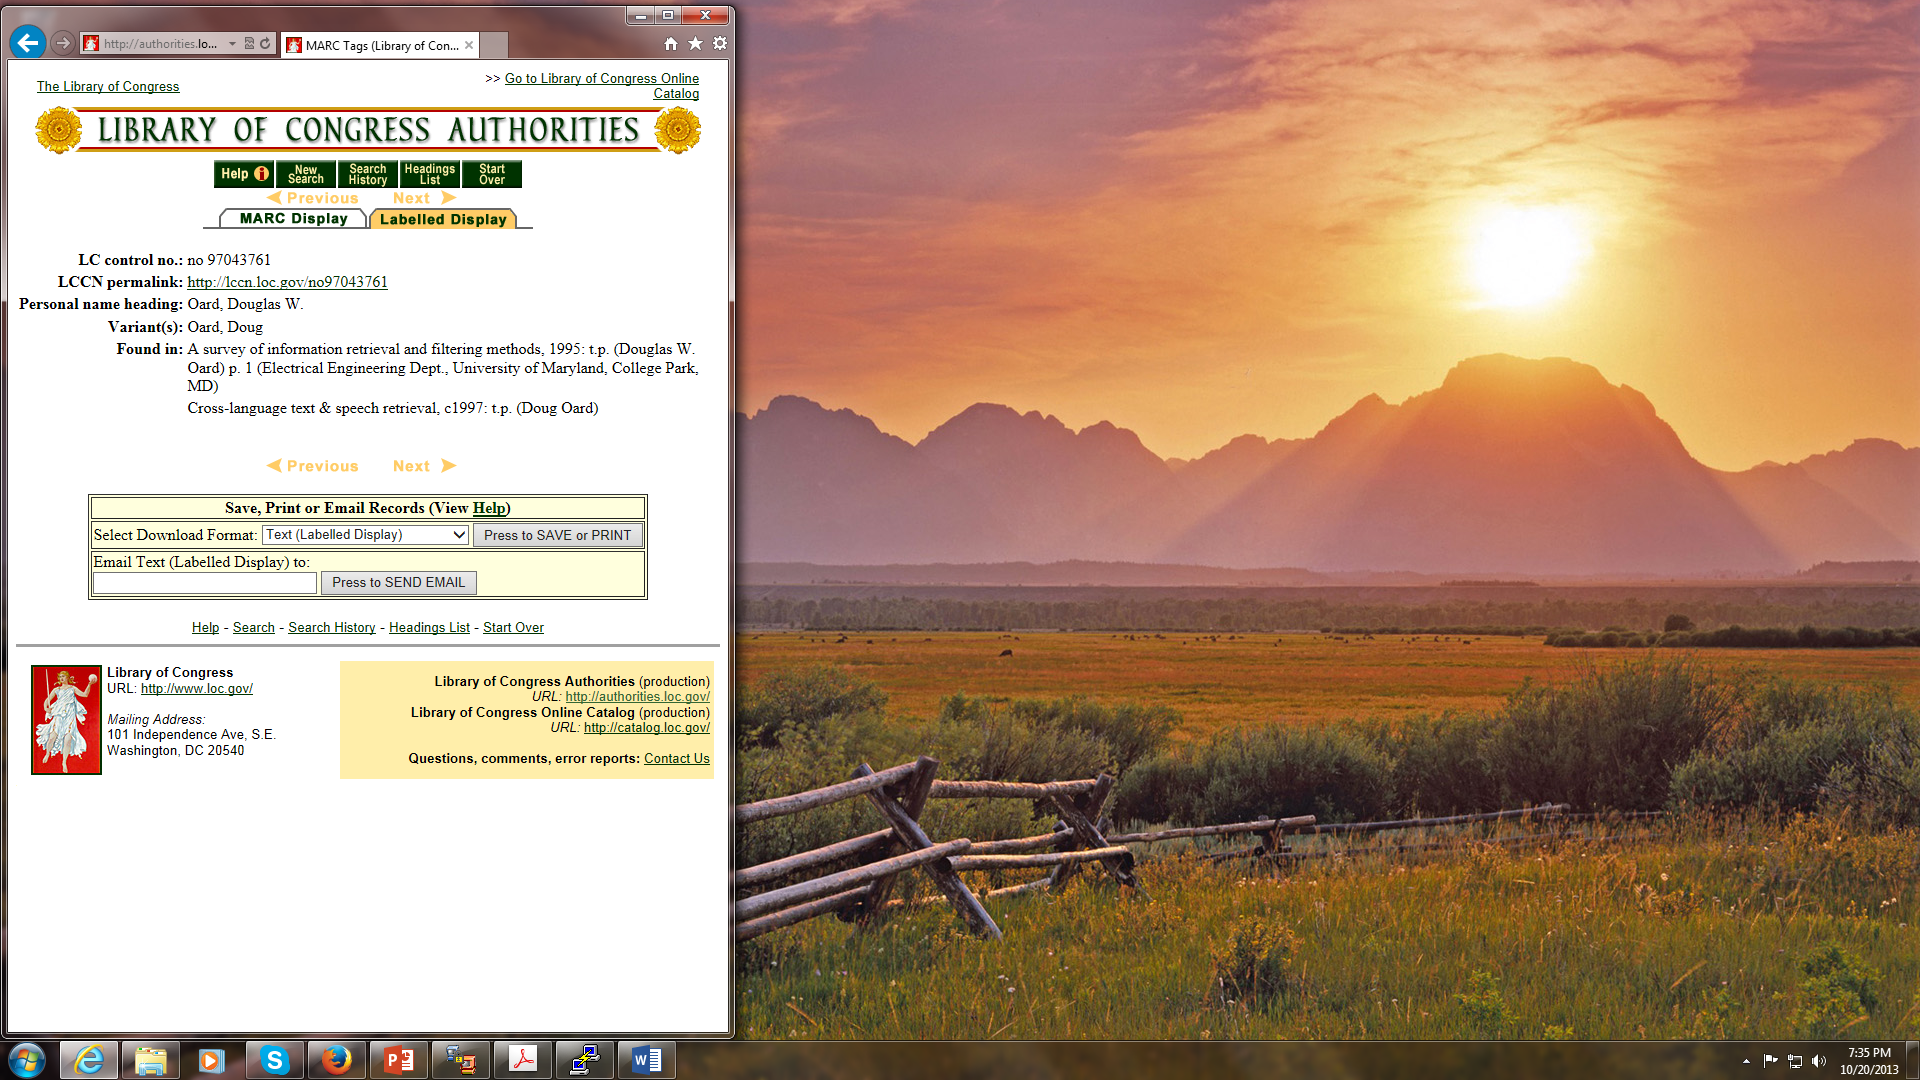 http://authorities.lo...
MARC Tags (Library of Con...
The Library of Congress
>> Go to Library of Congress Online
Catalog
LIBRARY OF CONGRESS AUTHORITIES
Help i
New Search
Search History
Headings List
Start Over
Previous Next
MARC Display Labelled Display
LC control no.: no 97043761
LCCN permalink: http://lccn.loc.gov/no97043761
Personal name heading: Oard, Douglas W.
Variant(s): Oard, Doug
Found in: A survey of information retrieval and filtering methods, 1995: t.p. (Douglas W.
Oard) p. 1 (Electrical Engineering Dept., University of Maryland, College Park,
MD)
Cross-language text & speech retrieval, c1997: t.p. (Doug Oard)
Previous Next
Save, Print or Email Records (View Help)
Select Download Format: Text (Labelled Display) Press to SAVE or PRINT
Email Text (Labelled Display) to:
Press to SEND EMAIL
Help - Search - Search History - Headings List - Start Over
Library of Congress
URL: http://www.loc.gov/
Mailing Address:
101 Independence Ave, S.E.
Washington, DC 20540
Library of Congress Authorities (production)
URL: http://authorities.loc.gov/
Library of Congress Online Catalog (production)
URL: http://catalog.loc.gov/
Questions, comments, error reports: Contact Us
7:35 PM
10/20/2013